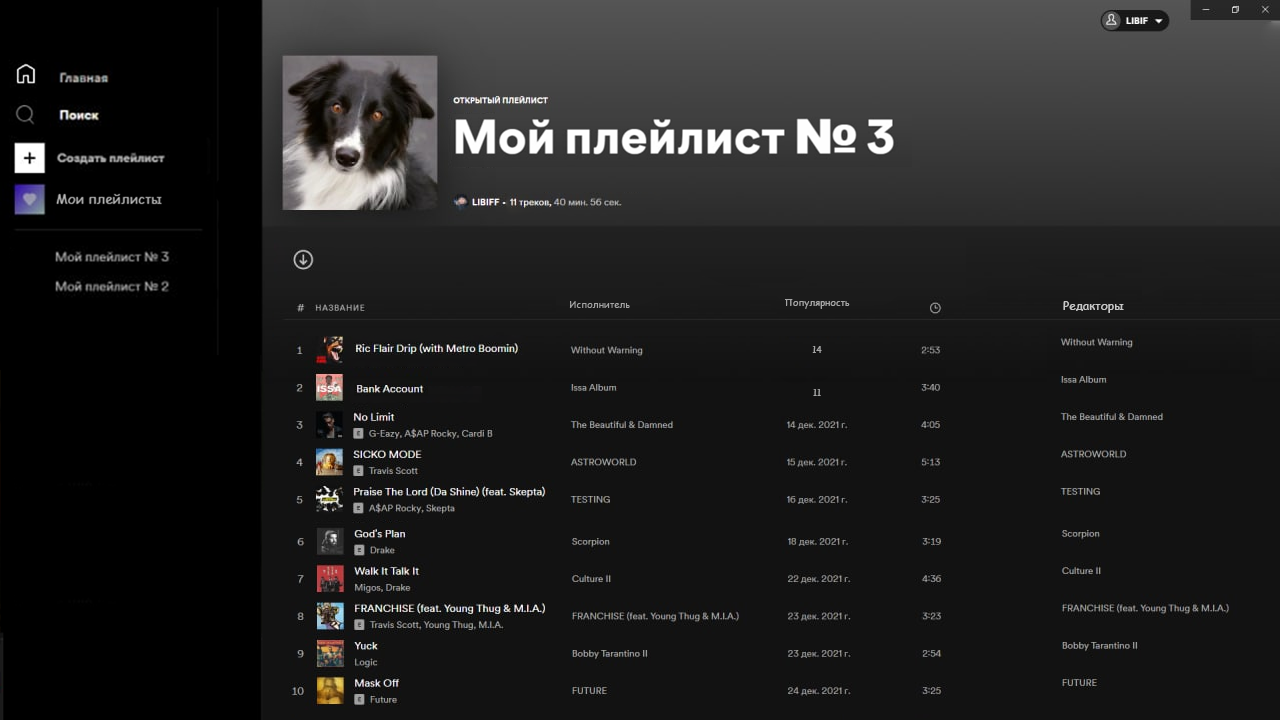 LIBIF
Главная
Поиск
Создать плейлист
Мои плейлисты
Мой плейлист № 3
Мой плейлист № 2
ОТКРЫТЫЙ ПЛЕЙЛИСТ
Мой плейлист № 3
LIBIFF • 11 треков, 40 мин. 56 сек.
# НАЗВАНИЕ Исполнитель Популярность Редакторы
1 Ric Flair Drip (with Metro Boomin) Without Warning 14 2:53 Without Warning
2 ISSA Bank Account Issa Album 11 3:40 Issa Album
3 No Limit The Beautiful & Damned 14 дек. 2021 г. 4:05 The Beautiful & Damned
E G-Eazy, A$AP Rocky, Cardi B
4 SICKO MODE ASTROWORLD 15 дек. 2021 г. 5:13 ASTROWORLD
E Travis Scott
5 Praise The Lord (Da Shine) (feat. Skepta) TESTING 16 дек. 2021 г. 3:25 TESTING
E A$AP Rocky, Skepta
6 God's Plan Scorpion 18 дек. 2021 г. 3:19 Scorpion
E Drake
7 Walk It Talk It Culture II 22 дек. 2021 г. 4:36 Culture II
Migos, Drake
8 FRANCHISE (feat. Young Thug & M.I.A.) FRANCHISE (feat. Young Thug & M.I.A.) 23 дек. 2021 г. 3:23 FRANCHISE (feat. Young Thug & M.I.A.)
E Travis Scott, Young Thug, M.I.A.
9 Yuck Bobby Tarantino II 23 дек. 2021 г. 2:54 Bobby Tarantino II
Logic
10 Mask Off FUTURE 24 дек. 2021 г. 3:25 FUTURE
E Future